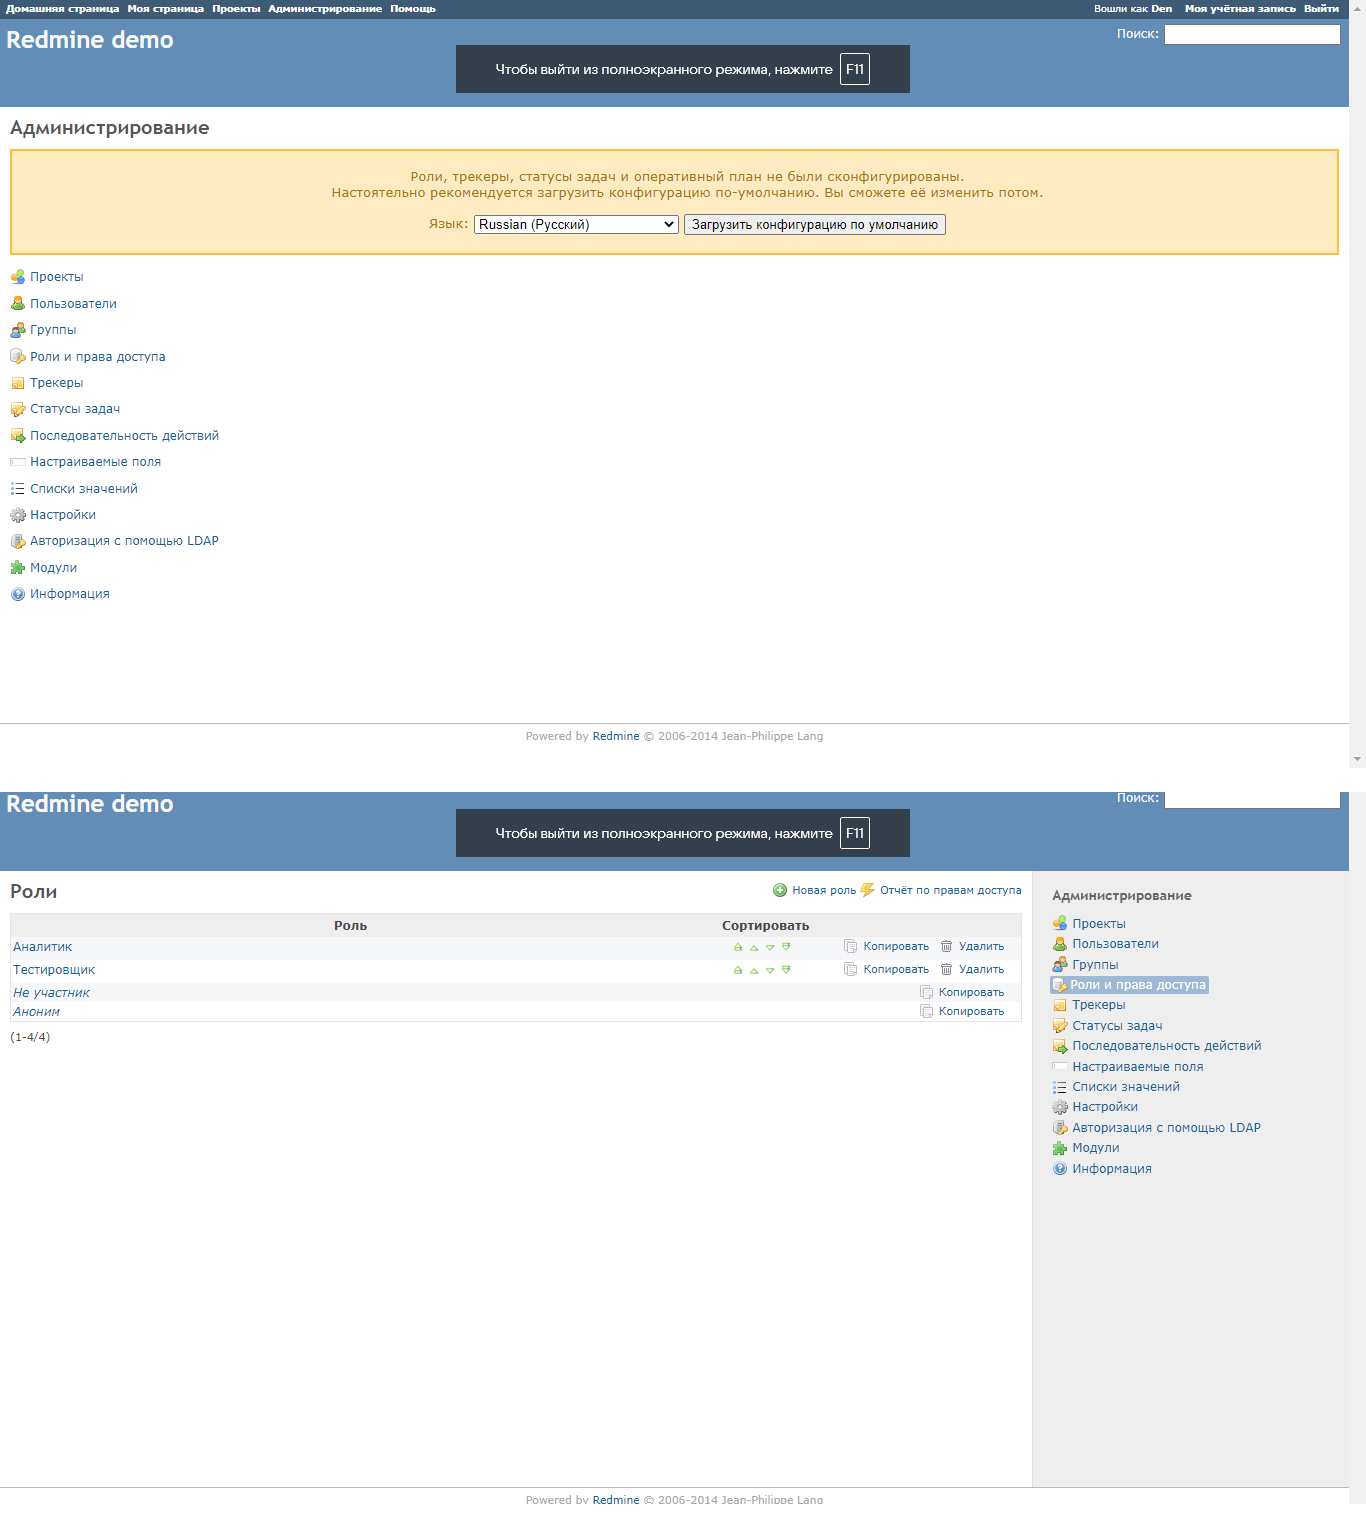 Домашняя страница Моя страница Проекты Администрирование Помощь Вошли как Den Моя учётная запись Выйти
Redmine demo Поиск:
Чтобы выйти из полноэкранного режима, нажмите F11
Администрирование
Роли, трекеры, статусы задач и оперативный план не были сконфигурированы.
Настоятельно рекомендуется загрузить конфигурацию по-умолчанию. Вы сможете её изменить потом.
Язык: Russian (Русский) Загрузить конфигурацию по умолчанию
Проекты
Пользователи
Группы
Роли и права доступа
Трекеры
Статусы задач
Последовательность действий
Настраиваемые поля
Списки значений
Настройки
Авторизация с помощью LDAP
Модули
Информация
Powered by Redmine © 2006-2014 Jean-Philippe Lang
Redmine demo Поиск:
Чтобы выйти из полноэкранного режима, нажмите F11
Роли Новая роль Отчёт по правам доступа
Роль Сортировать
Аналитик Копировать Удалить
Тестировщик Копировать Удалить
Не участник Копировать
Аноним Копировать
(1-4/4)
Администрирование
Проекты
Пользователи
Группы
Роли и права доступа
Трекеры
Статусы задач
Последовательность действий
Настраиваемые поля
Списки значений
Настройки
Авторизация с помощью LDAP
Модули
Информация
Powered by Redmine © 2006-2014 Jean-Philippe Lang